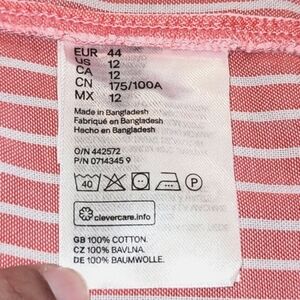 EUR 44
US 12
CA 12
CN 175/100A
MX 12
Made in Bangladesh
Fabriqué en Bangladesh
Hecho en Bangladesh
O/N 442572
P/N 0714345 9
40 P
clevercare.info
GB 100% COTTON.
CZ 100% BAVLNA.
DE 100% BAUMWOLLE.